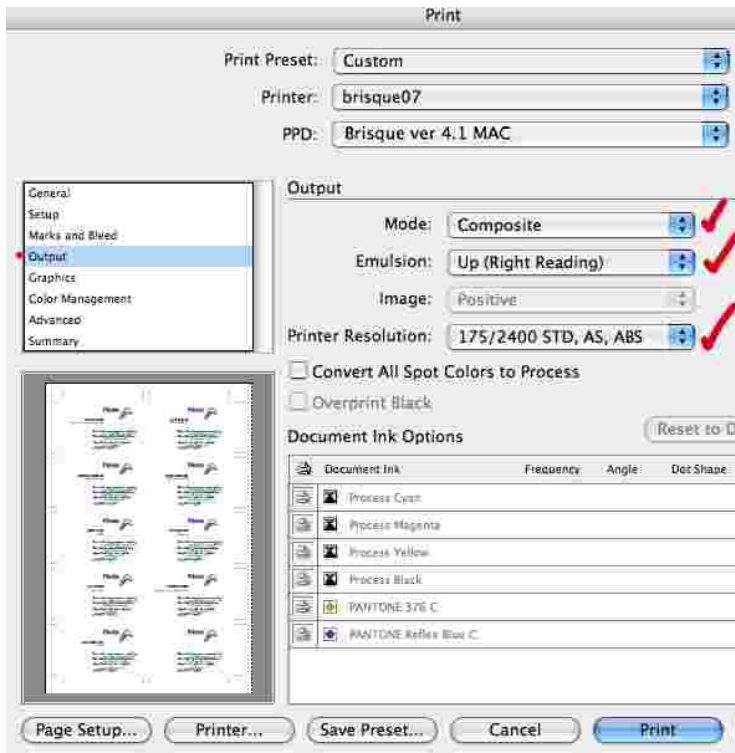 Print
Print Preset: Custom
Printer: brisque07
PPD: Brisque ver 4.1 MAC
General
Setup
Marks and Bleed
Output
Graphics
Color Management
Advanced
Summary
Output
Mode: Composite
Emulsion: Up (Right Reading)
Image: Positive
Printer Resolution: 175/2400 STD, AS, ABS
Convert All Spot Colors to Process
Overprint Black
Reset to D
Document Ink Options
Document Ink Frequency Angle Dot Shape
Process Cyan
Process Magenta
Process Yellow
Process Black
PANTONE 376 C
PANTONE Reflex Blue C
Page Setup... Printer... Save Preset... Cancel Print